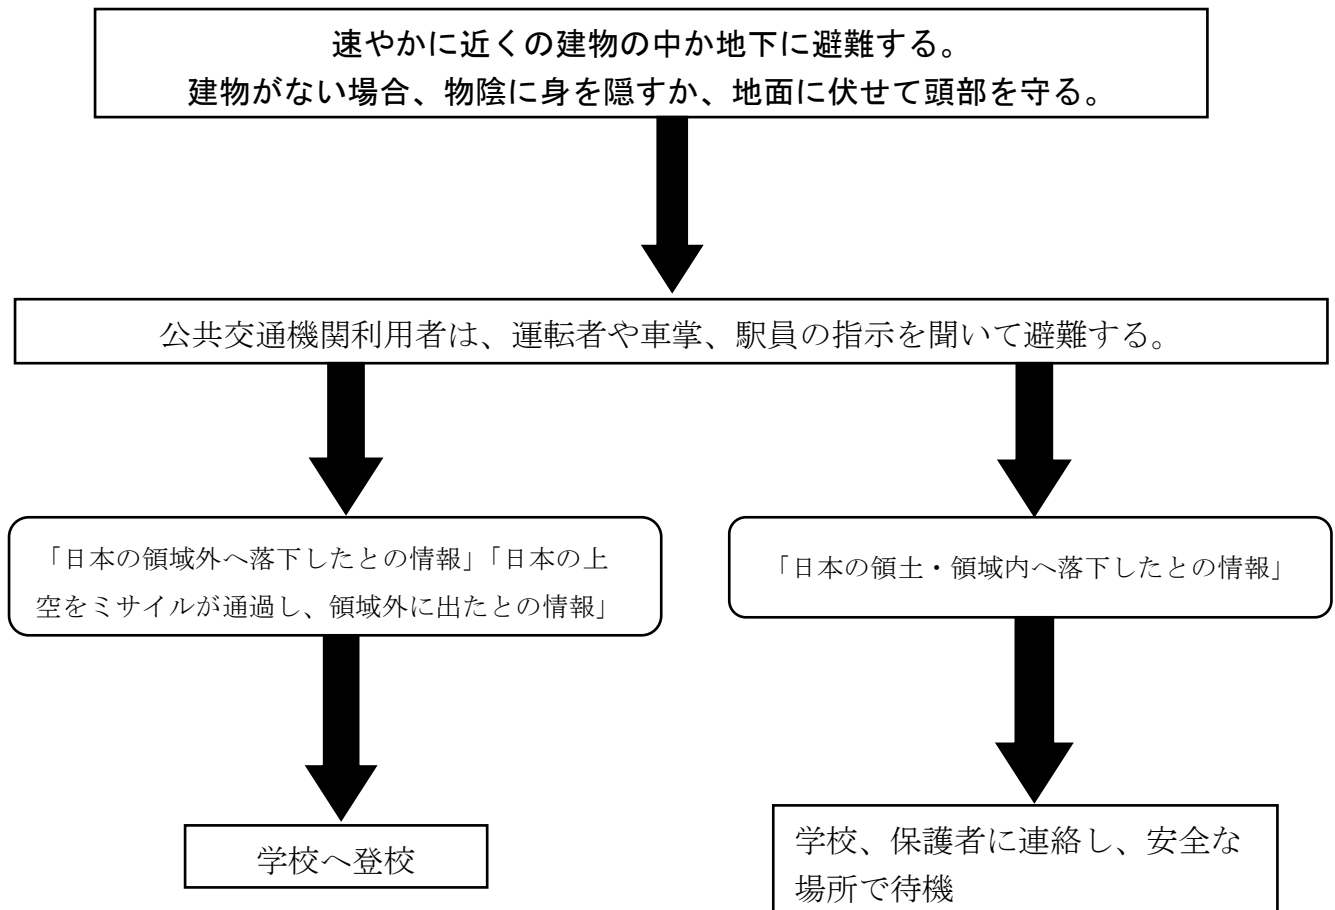 速やかに近くの建物の中か地下に避難する。
建物がない場合、物陰に身を隠すか、地面に伏せて頭部を守る。
公共交通機関利用者は、運転者や車掌、駅員の指示を聞いて避難する。
「日本の領域外へ落下したとの情報」「日本の上
空をミサイルが通過し、領域外に出たとの情報」
「日本の領土・領域内へ落下したとの情報」
学校へ登校
学校、保護者に連絡し、安全な
場所で待機